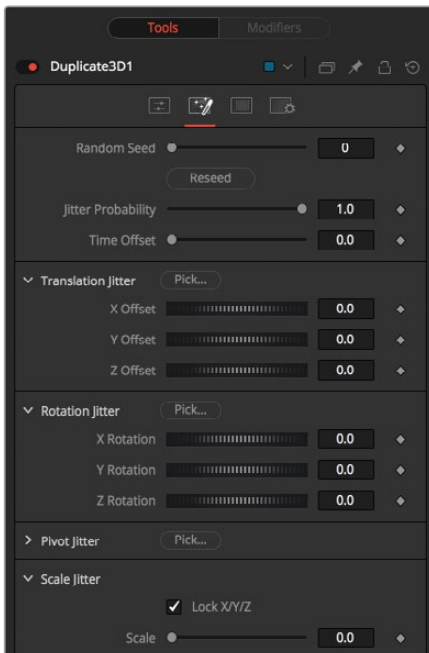 Tools Modifiers
Duplicate3D1
Random Seed 0
Reseed
Jitter Probability 1.0
Time Offset 0.0
Translation Jitter Pick...
X Offset 0.0
Y Offset 0.0
Z Offset 0.0
Rotation Jitter Pick...
X Rotation 0.0
Y Rotation 0.0
Z Rotation 0.0
Pivot Jitter Pick...
Scale Jitter
Lock X/Y/Z
Scale 0.0